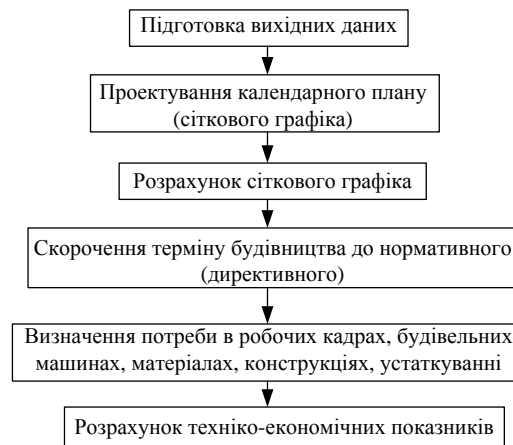 Підготовка вихідних даних
Проектування календарного плану
(сіткового графіка)
Розрахунок сіткового графіка
Скорочення терміну будівництва до нормативного
(директивного)
Визначення потреби в робочих кадрах, будівельних
машинах, матеріалах, конструкціях, устаткуванні
Розрахунок техніко-економічних показників